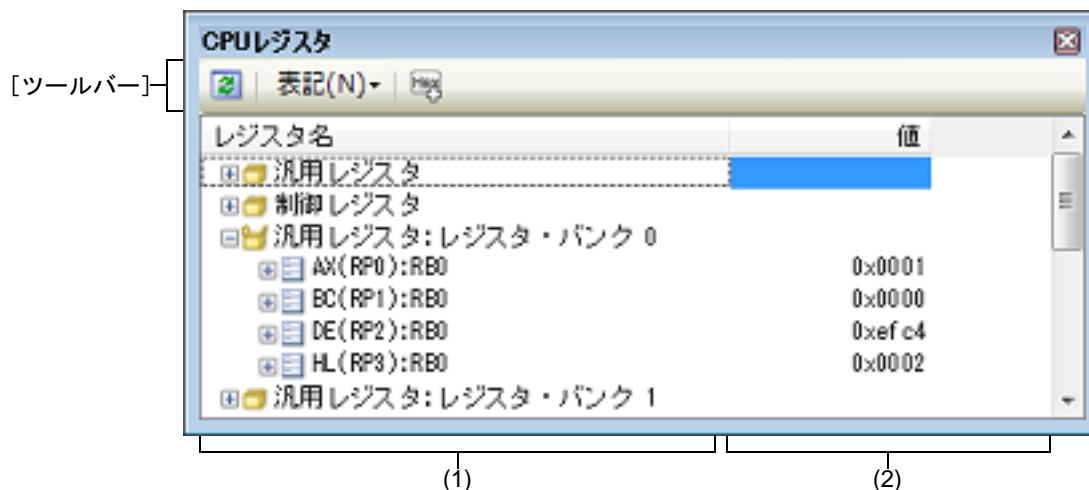 CPUレジスタ
[ツールバー]
表記(N)
Hex
レジスタ名 値
汎用レジスタ
制御レジスタ
汎用レジスタ:レジスタ・バンク 0
AX(RP0):RB0 0x0001
BC(RP1):RB0 0x0000
DE(RP2):RB0 0xefc4
HL(RP3):RB0 0x0002
汎用レジスタ:レジスタ・バンク 1
(1) (2)